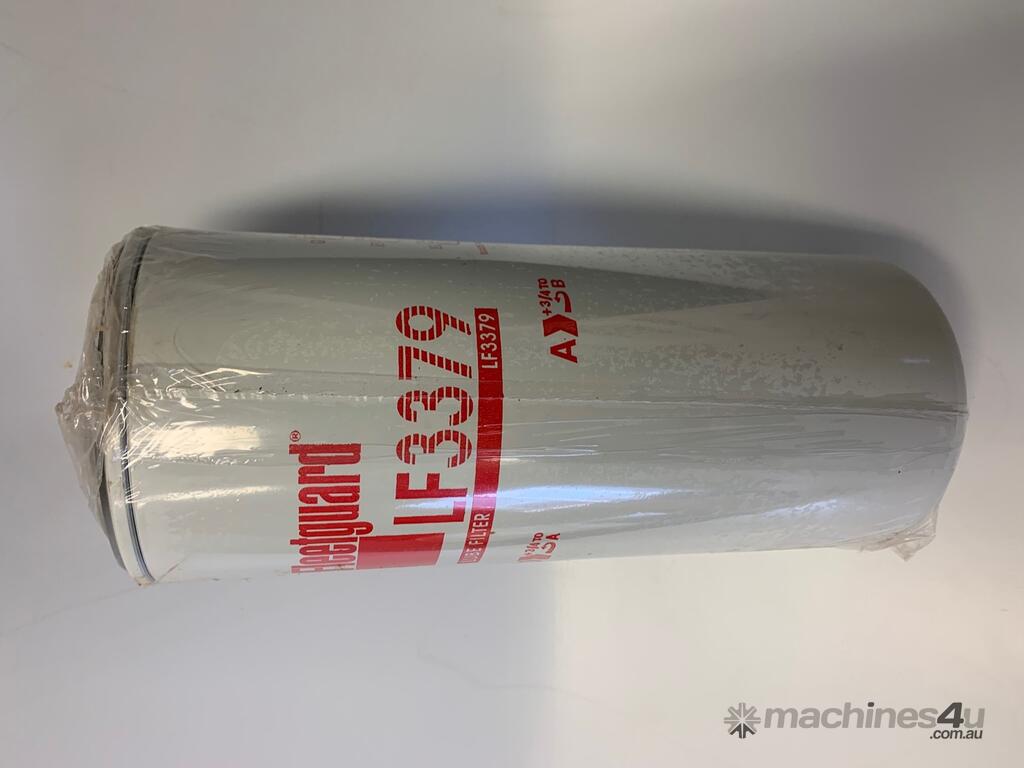 Fleetguard®
LF3379
LUBE FILTER LF3379
A +3/4 TO B
+3/4 TO A
machines4u
.com.au